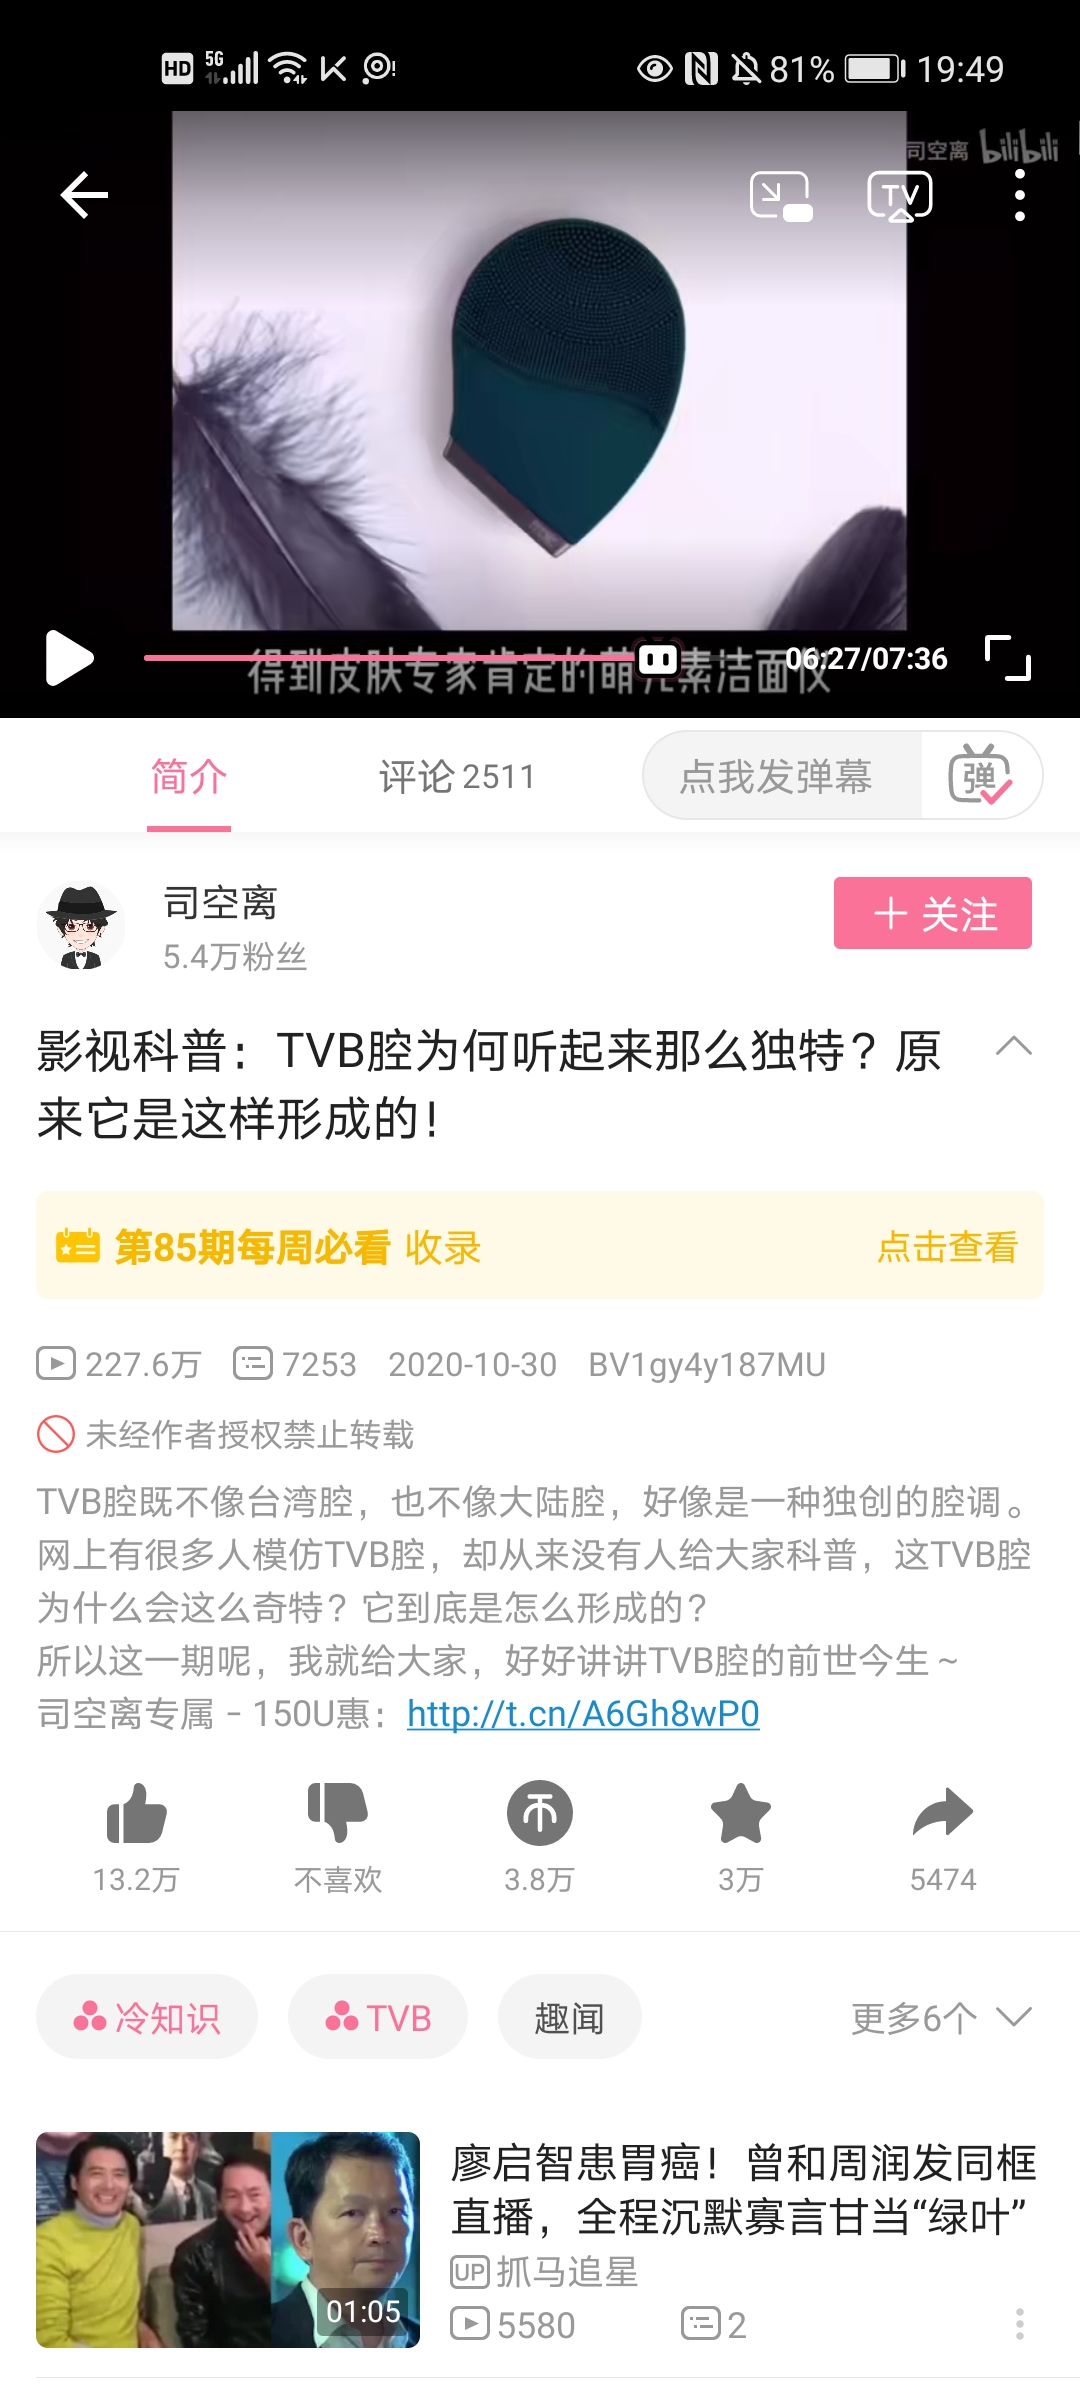 HD 5G 81% 19:49
司空离 bilibili
TV
得到皮肤专家肯定的萌元素洁面仪
06:27/07:36
简介 评论 2511 点我发弹幕 弹
司空离
5.4万粉丝
+ 关注
影视科普：TVB腔为何听起来那么独特？原
来它是这样形成的！
第85期每周必看 收录 点击查看
227.6万 7253 2020-10-30 BV1gy4y187MU
未经作者授权禁止转载
TVB腔既不像台湾腔，也不像大陆腔，好像是一种独创的腔调。
网上有很多人模仿TVB腔，却从来没有人给大家科普，这TVB腔
为什么会这么奇特？它到底是怎么形成的？
所以这一期呢，我就给大家，好好讲讲TVB腔的前世今生~
司空离专属 - 150U惠：http://t.cn/A6Gh8wP0
13.2万 不喜欢 3.8万 3万 5474
冷知识 TVB 趣闻 更多6个
廖启智患胃癌！曾和周润发同框
直播，全程沉默寡言甘当“绿叶”
UP 抓马追星
01:05
5580 2